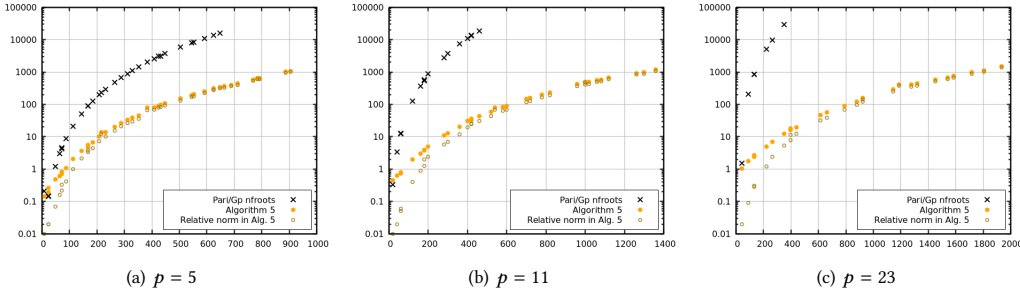 100000
10000
1000
100
10
1
0.1
0.01
0 100 200 300 400 500 600 700 800 900 1000
Pari/Gp nfroots
Algorithm 5
Relative norm in Alg. 5
(a) p = 5
100000
10000
1000
100
10
1
0.1
0.01
0 200 400 600 800 1000 1200 1400
Pari/Gp nfroots
Algorithm 5
Relative norm in Alg. 5
(b) p = 11
100000
10000
1000
100
10
1
0.1
0.01
0 200 400 600 800 1000 1200 1400 1600 1800 2000
Pari/Gp nfroots
Algorithm 5
Relative norm in Alg. 5
(c) p = 23